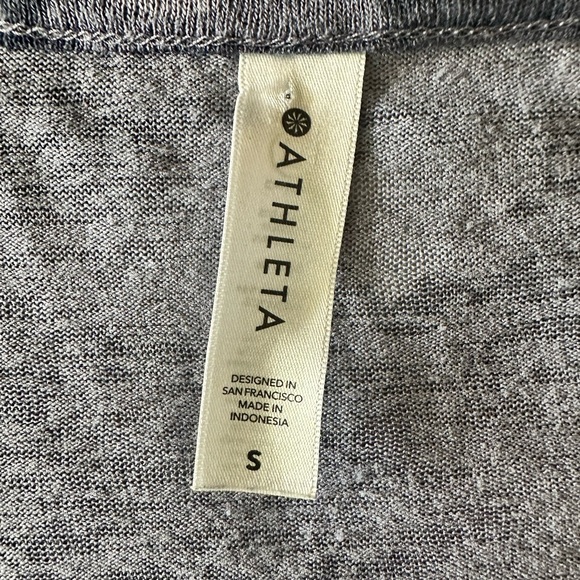 ATHLETA
DESIGNED IN
SAN FRANCISCO
MADE IN
INDONESIA
S